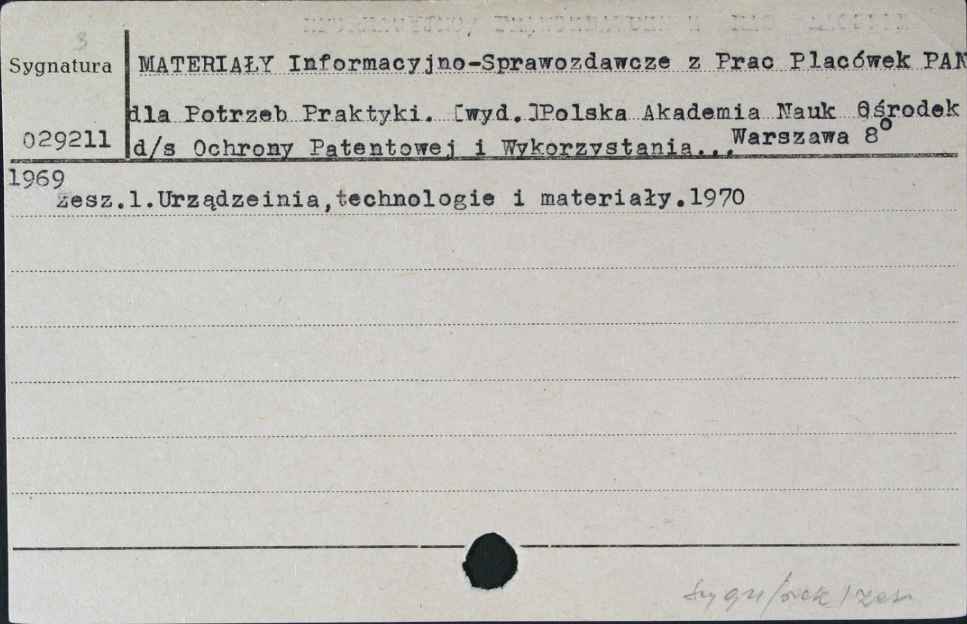 3
Sygnatura MATERIAŁY Informacyjno-Sprawozdawcze z Prac Placówek PAN
dla Potrzeb Praktyki. [wyd.]Polska Akademia Nauk Ośrodek
029211 d/s Ochrony Patentowej i Wykorzystania.., Warszawa 8°
1969
zesz.1.Urządzeinia,technologie i materiały.1970